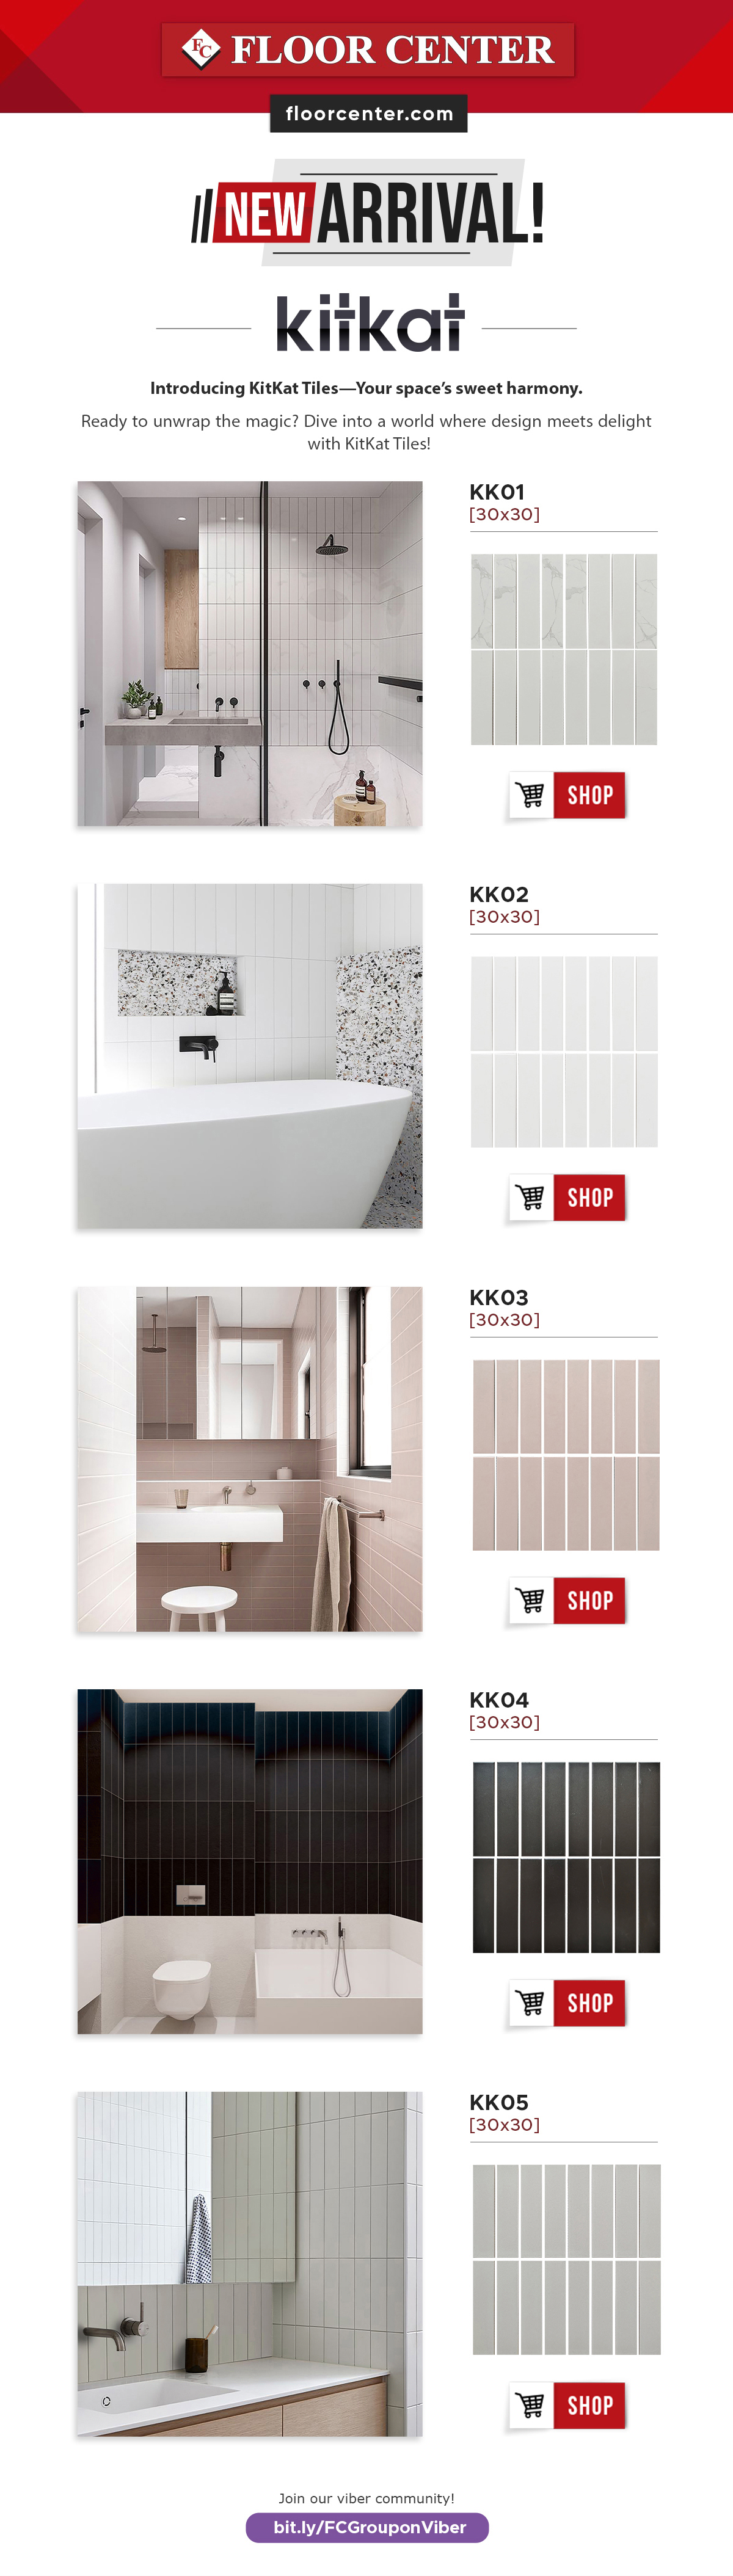 FC FLOOR CENTER
floorcenter.com
NEW ARRIVAL!
kitkat
Introducing KitKat Tiles—Your space's sweet harmony.
Ready to unwrap the magic? Dive into a world where design meets delight
with KitKat Tiles!
KK01
[30x30]
SHOP
KK02
[30x30]
SHOP
KK03
[30x30]
SHOP
KK04
[30x30]
SHOP
KK05
[30x30]
SHOP
Join our viber community!
bit.ly/FCGrouponViber